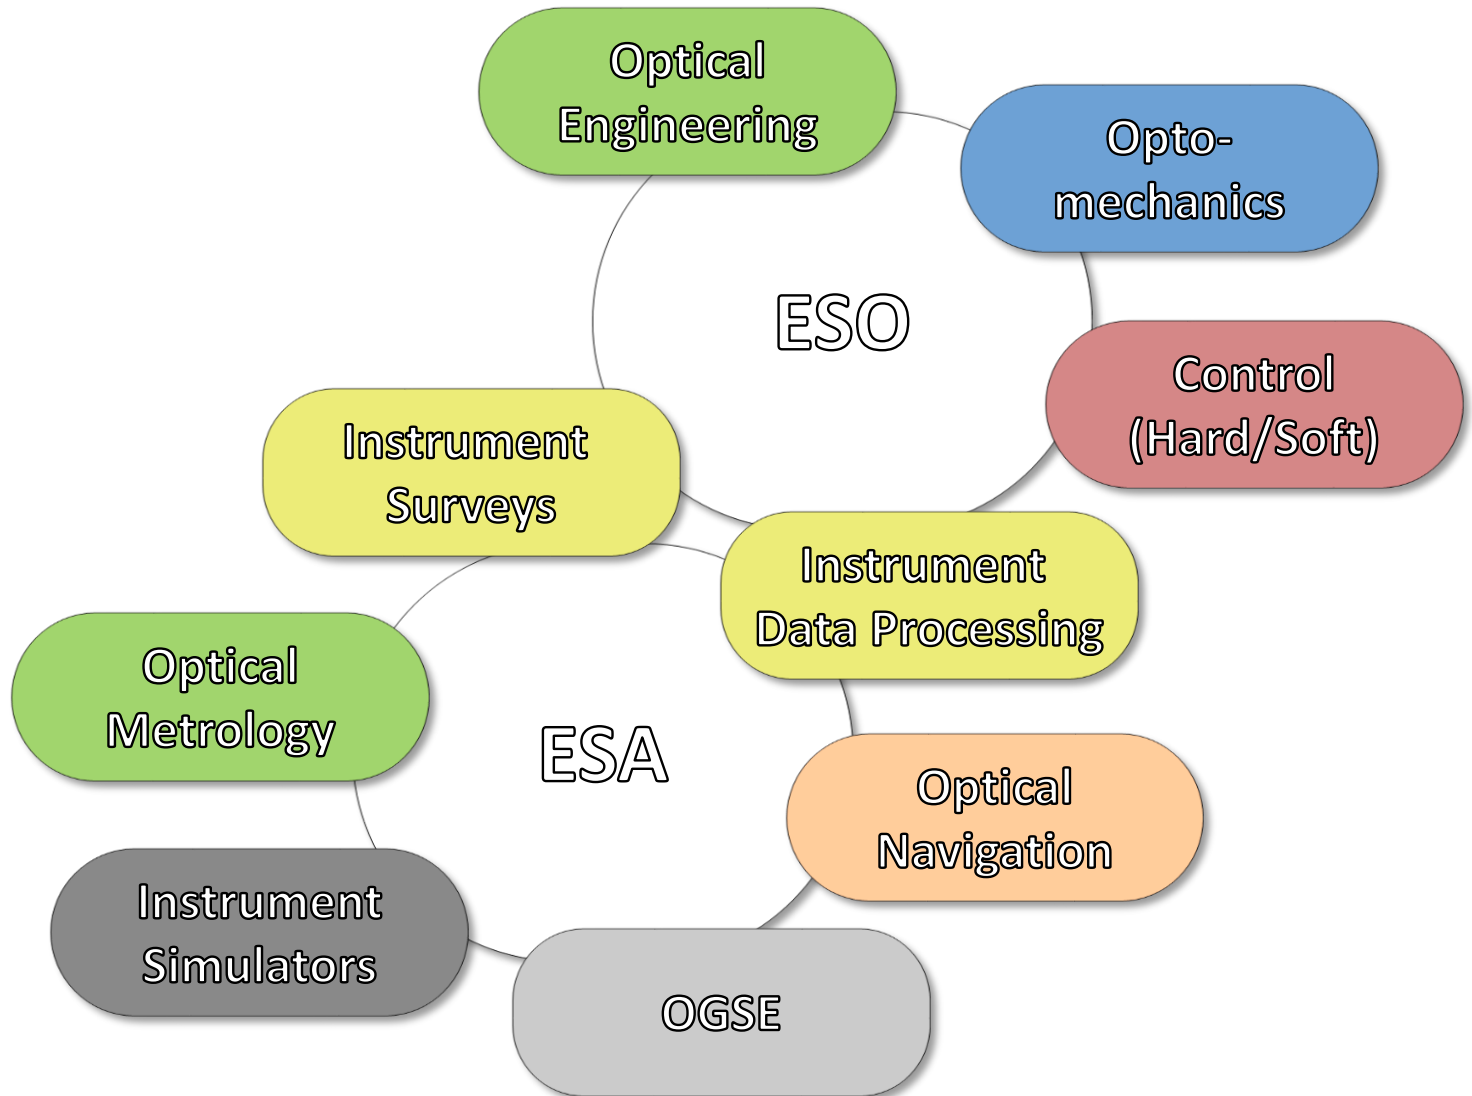 Optical
Engineering
Opto-
mechanics
ESO
Control
(Hard/Soft)
Instrument
Surveys
Instrument
Data Processing
Optical
Metrology
ESA
Optical
Navigation
Instrument
Simulators
OGSE